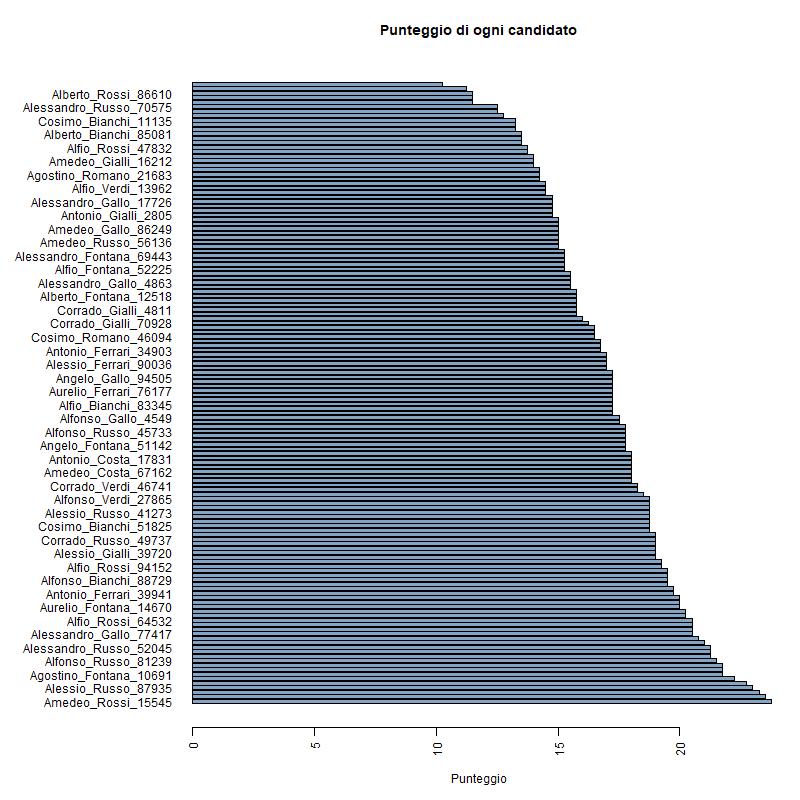 Punteggio di ogni candidato
Alberto_Rossi_86610
Alessandro_Russo_70575
Cosimo_Bianchi_11135
Alberto_Bianchi_85081
Alfio_Rossi_47832
Amedeo_Gialli_16212
Agostino_Romano_21683
Alfio_Verdi_13962
Alessandro_Gallo_17726
Antonio_Gialli_2805
Amedeo_Gallo_86249
Amedeo_Russo_56136
Alessandro_Fontana_69443
Alfio_Fontana_52225
Alessandro_Gallo_4863
Alberto_Fontana_12518
Corrado_Gialli_4811
Corrado_Gialli_70928
Cosimo_Romano_46094
Antonio_Ferrari_34903
Alessio_Ferrari_90036
Angelo_Gallo_94505
Aurelio_Ferrari_76177
Alfio_Bianchi_83345
Alfonso_Gallo_4549
Alfonso_Russo_45733
Angelo_Fontana_51142
Antonio_Costa_17831
Amedeo_Costa_67162
Corrado_Verdi_46741
Alfonso_Verdi_27865
Alessio_Russo_41273
Cosimo_Bianchi_51825
Corrado_Russo_49737
Alessio_Gialli_39720
Alfio_Rossi_94152
Alfonso_Bianchi_88729
Antonio_Ferrari_39941
Aurelio_Fontana_14670
Alfio_Rossi_64532
Alessandro_Gallo_77417
Alessandro_Russo_52045
Alfonso_Russo_81239
Agostino_Fontana_10691
Alessio_Russo_87935
Amedeo_Rossi_15545
0 5 10 15 20
Punteggio